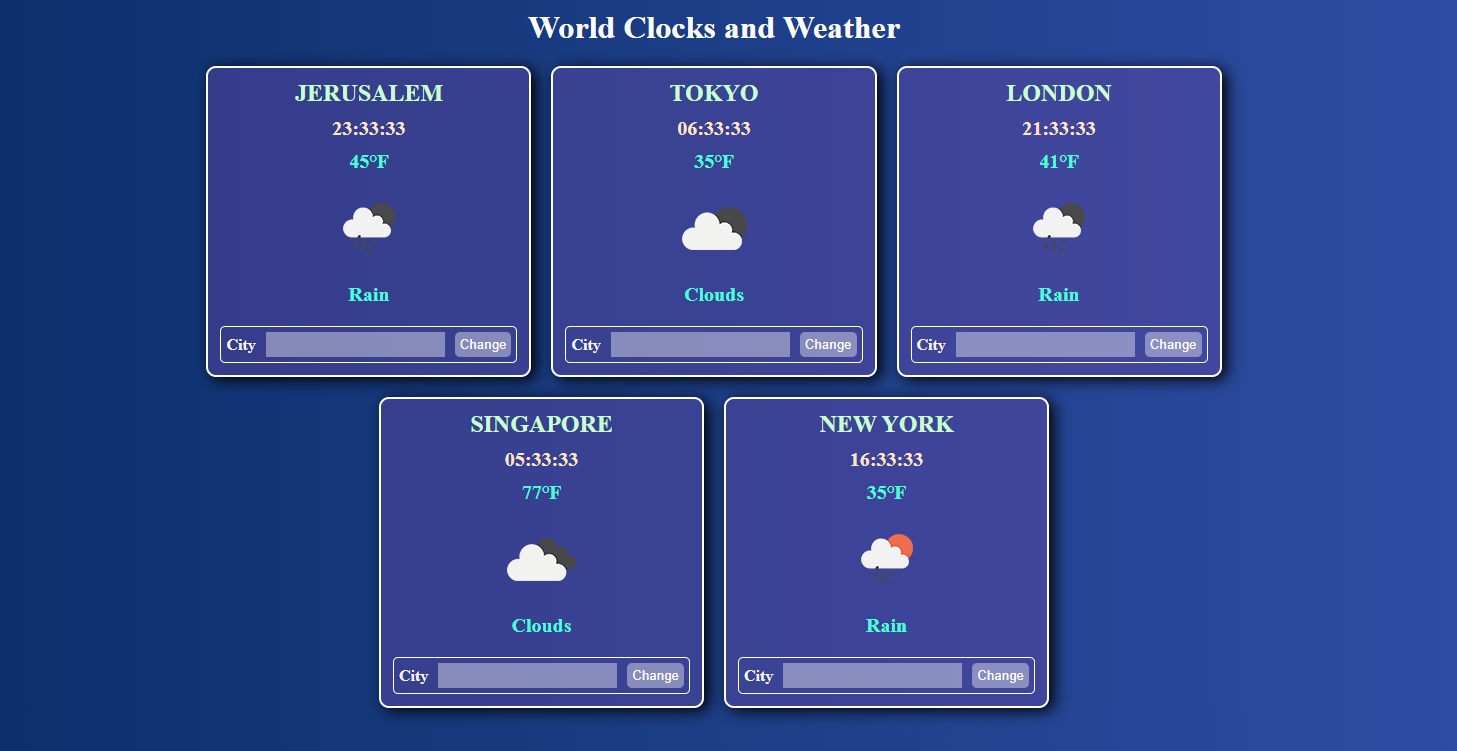 World Clocks and Weather
JERUSALEM
23:33:33
45°F
Rain
City Change
TOKYO
06:33:33
35°F
Clouds
City Change
LONDON
21:33:33
41°F
Rain
City Change
SINGAPORE
05:33:33
77°F
Clouds
City Change
NEW YORK
16:33:33
35°F
Rain
City Change